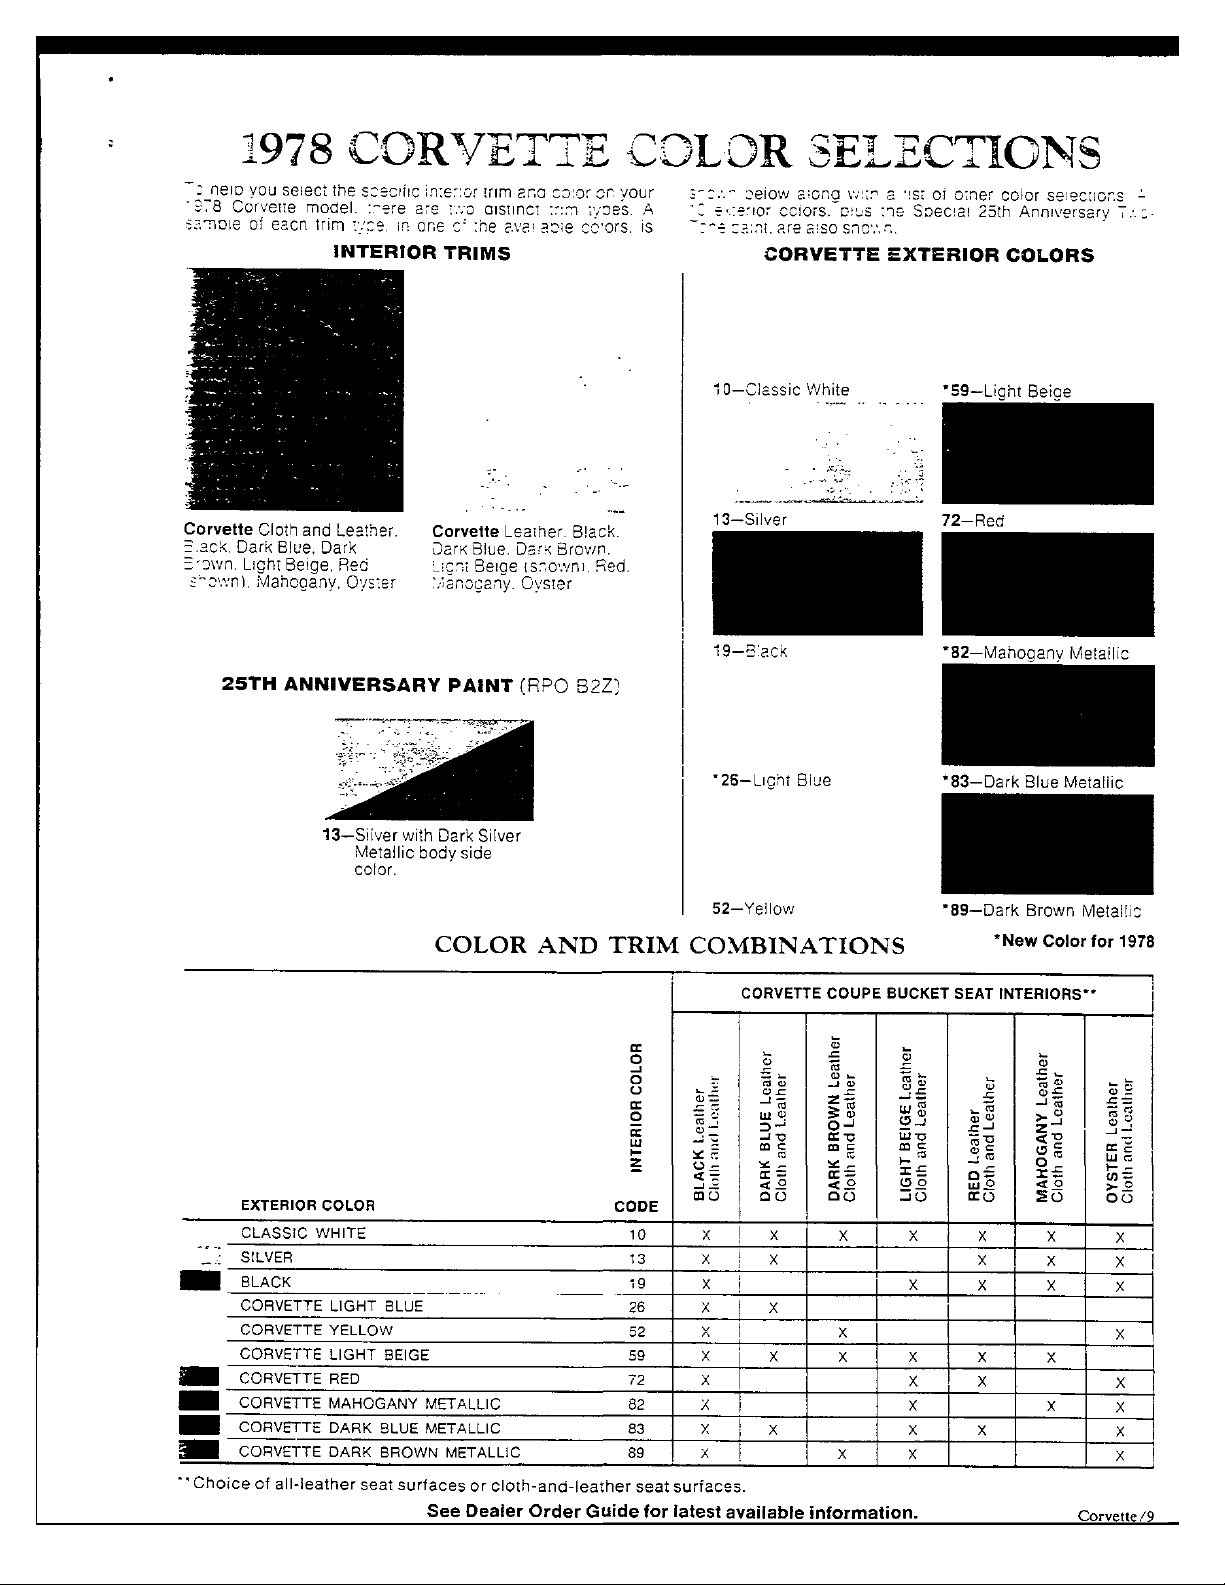 1978 CORVETTE COLOR SELECTIONS
help you select the specific interior trim and color on your
1978 Corvette model, there are two distinct trim types. A
sample of each trim type, in one of the available colors, is
shown below along with a list of other color selections.
exterior colors, plus the Special 25th Anniversary
paint, are also shown.
INTERIOR TRIMS
Corvette Cloth and Leather.
Black, Dark Blue, Dark
Brown, Light Beige, Red
(shown), Mahogany, Oyster
Corvette Leather. Black,
Dark Blue, Dark Brown,
Light Beige (shown), Red,
Mahogany, Oyster
25TH ANNIVERSARY PAINT (RPO B2Z)
13—Silver with Dark Silver
Metallic body side
color.
CORVETTE EXTERIOR COLORS
10—Classic White
*59—Light Beige
13—Silver
72—Red
19—Black
*82—Mahogany Metallic
*26—Light Blue
*83—Dark Blue Metallic
52—Yellow
*89—Dark Brown Metallic
*New Color for 1978
COLOR AND TRIM COMBINATIONS
CORVETTE COUPE BUCKET SEAT INTERIORS**
EXTERIOR COLOR
INTERIOR COLOR
CODE
BLACK Leather
Cloth and Leather
DARK BLUE Leather
Cloth and Leather
DARK BROWN Leather
Cloth and Leather
LIGHT BEIGE Leather
Cloth and Leather
RED Leather
Cloth and Leather
MAHOGANY Leather
Cloth and Leather
OYSTER Leather
Cloth and Leather
CLASSIC WHITE 10 X X X X X X X
SILVER 13 X X X X X
BLACK 19 X X X X X
CORVETTE LIGHT BLUE 26 X X
CORVETTE YELLOW 52 X X X
CORVETTE LIGHT BEIGE 59 X X X X X X
CORVETTE RED 72 X X X X
CORVETTE MAHOGANY METALLIC 82 X X X X
CORVETTE DARK BLUE METALLIC 83 X X X X X
CORVETTE DARK BROWN METALLIC 89 X X X X
**Choice of all-leather seat surfaces or cloth-and-leather seat surfaces.
See Dealer Order Guide for latest available information.
Corvette/9